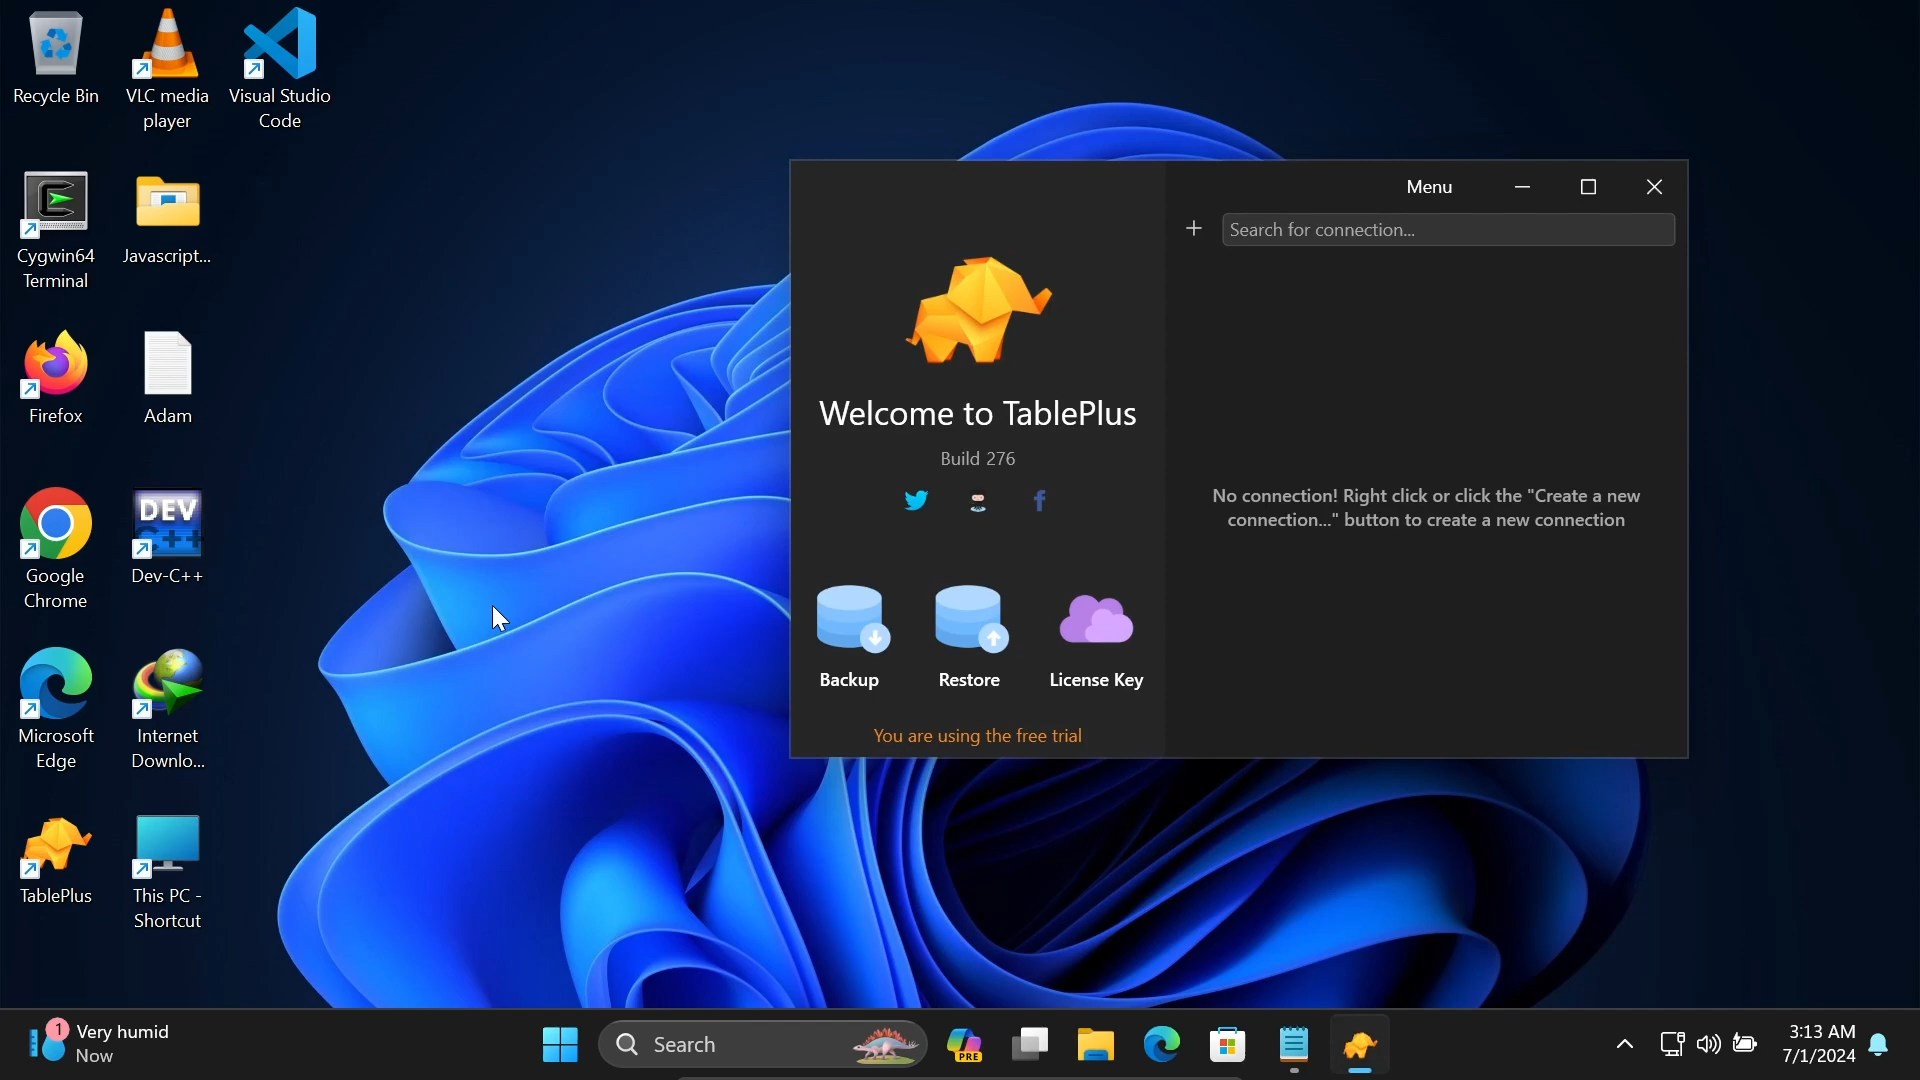 Recycle Bin
VLC media
player
Visual Studio
Code
Cygwin64
Terminal
Javascript...
Firefox
Adam
Google
Chrome
DEV
C++
Dev-C++
Microsoft
Edge
Internet
Downlo...
TablePlus
This PC -
Shortcut
Menu
Search for connection...
Welcome to TablePlus
Build 276
No connection! Right click or click the "Create a new
connection..." button to create a new connection
Backup
Restore
License Key
You are using the free trial
1
Very humid
Now
Search
PRE
3:13 AM
7/1/2024